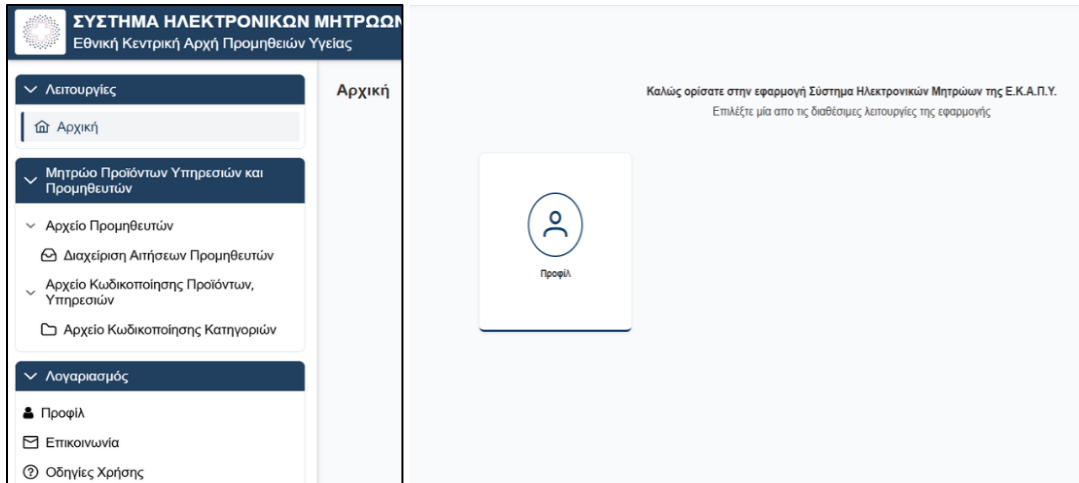 ΣΥΣΤΗΜΑ ΗΛΕΚΤΡΟΝΙΚΩΝ ΜΗΤΡΩΩΝ
Εθνική Κεντρική Αρχή Προμηθειών Υγείας
Λειτουργίες
Αρχική
Μητρώο Προϊόντων Υπηρεσιών και
Προμηθευτών
Αρχείο Προμηθευτών
Διαχείριση Αιτήσεων Προμηθευτών
Αρχείο Κωδικοποίησης Προϊόντων,
Υπηρεσιών
Αρχείο Κωδικοποίησης Κατηγοριών
Λογαριασμός
Προφίλ
Επικοινωνία
Οδηγίες Χρήσης
Αρχική
Καλώς ορίσατε στην εφαρμογή Σύστημα Ηλεκτρονικών Μητρώων της Ε.Κ.Α.Π.Υ.
Επιλέξτε μία απο τις διαθέσιμες λειτουργίες της εφαρμογής
Προφίλ